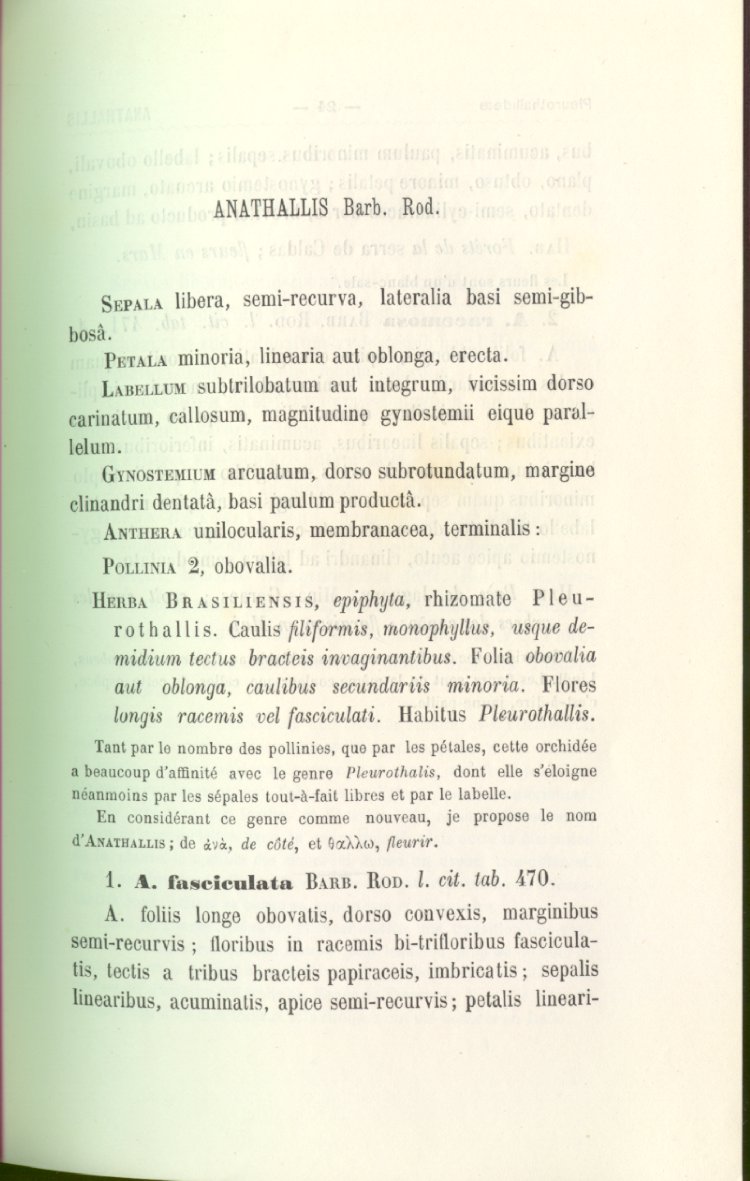 ANATHALLIS Barb. Rod.
SEPALA libera, semi-recurva, lateralia basi semi-gib-
bosâ.
PETALA minoria, linearia aut oblonga, erecta.
LABELLUM subtrilobatum aut integrum, vicissim dorso
carinatum, callosum, magnitudine gynostemii eique paral-
lelum.
GYNOSTEMIUM arcuatum, dorso subrotundatum, margine
clinandri dentatâ, basi paulum productâ.
ANTHERA unilocularis, membranacea, terminalis :
POLLINIA 2, obovalia.
HERBA BRASILIENSIS, epiphyta, rhizomate Pleu-
rothallis. Caulis filiformis, monophyllus, usque de-
midium tectus bracteis invaginantibus. Folia obovalia
aut oblonga, caulibus secundariis minoria. Flores
longis racemis vel fasciculati. Habitus Pleurothallis.
Tant par le nombre des pollinies, que par les pétales, cette orchidée
a beaucoup d'affinité avec le genre Pleurothalis, dont elle s'éloigne
néanmoins par les sépales tout-à-fait libres et par le labelle.
En considérant ce genre comme nouveau, je propose le nom
d'ANATHALLIS ; de ἀνὰ, de côté, et θαλλω, fleurir.
1. A. fasciculata BARB. ROD. l. cit. tab. 470.
A. foliis longe obovatis, dorso convexis, marginibus
semi-recurvis ; floribus in racemis bi-trifloribus fascicula-
tis, tectis a tribus bracteis papiraceis, imbricatis ; sepalis
linearibus, acuminatis, apice semi-recurvis ; petalis lineari-